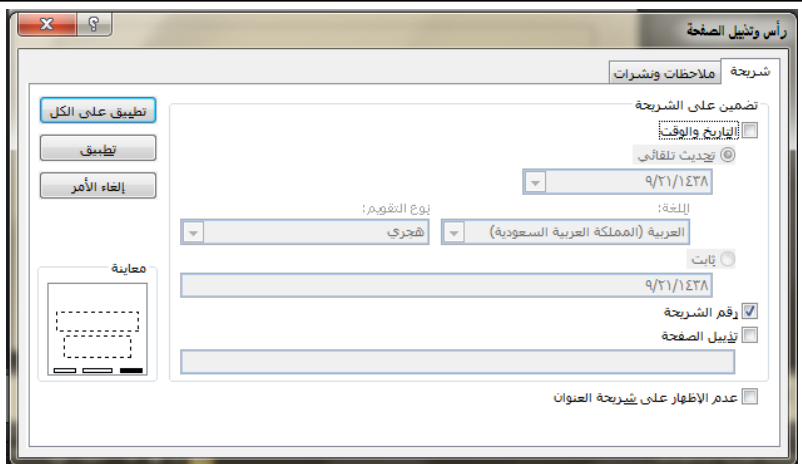 رأس وتذييل الصفحة
شريحة
ملاحظات ونشرات
تضمين على الشريحة
التاريخ والوقت
تحديث تلقائي
٩/٢١/١٤٣٨
اللغة:
نوع التقويم:
العربية (المملكة العربية السعودية)
هجري
ثابت
٩/٢١/١٤٣٨
رقم الشريحة
تذييل الصفحة
عدم الإظهار على شريحة العنوان
تطبيق على الكل
تطبيق
إلغاء الأمر
معاينة